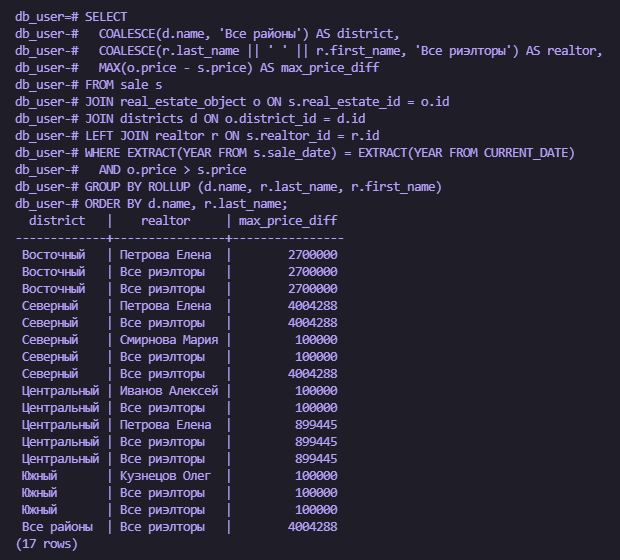 db_user=# SELECT
db_user-#   COALESCE(d.name, 'Все районы') AS district,
db_user-#   COALESCE(r.last_name || ' ' || r.first_name, 'Все риэлторы') AS realtor,
db_user-#   MAX(o.price - s.price) AS max_price_diff
db_user-# FROM sale s
db_user-# JOIN real_estate_object o ON s.real_estate_id = o.id
db_user-# JOIN districts d ON o.district_id = d.id
db_user-# LEFT JOIN realtor r ON s.realtor_id = r.id
db_user-# WHERE EXTRACT(YEAR FROM s.sale_date) = EXTRACT(YEAR FROM CURRENT_DATE)
db_user-#   AND o.price > s.price
db_user-# GROUP BY ROLLUP (d.name, r.last_name, r.first_name)
db_user-# ORDER BY d.name, r.last_name;
  district   |    realtor     | max_price_diff
-------------+----------------+----------------
 Восточный   | Петрова Елена  |        2700000
 Восточный   | Все риэлторы   |        2700000
 Восточный   | Все риэлторы   |        2700000
 Северный    | Петрова Елена  |        4004288
 Северный    | Все риэлторы   |        4004288
 Северный    | Смирнова Мария |         100000
 Северный    | Все риэлторы   |         100000
 Северный    | Все риэлторы   |        4004288
 Центральный | Иванов Алексей |         100000
 Центральный | Все риэлторы   |         100000
 Центральный | Петрова Елена  |         899445
 Центральный | Все риэлторы   |         899445
 Центральный | Все риэлторы   |         899445
 Южный       | Кузнецов Олег  |         100000
 Южный       | Все риэлторы   |         100000
 Южный       | Все риэлторы   |         100000
 Все районы  | Все риэлторы   |        4004288
(17 rows)